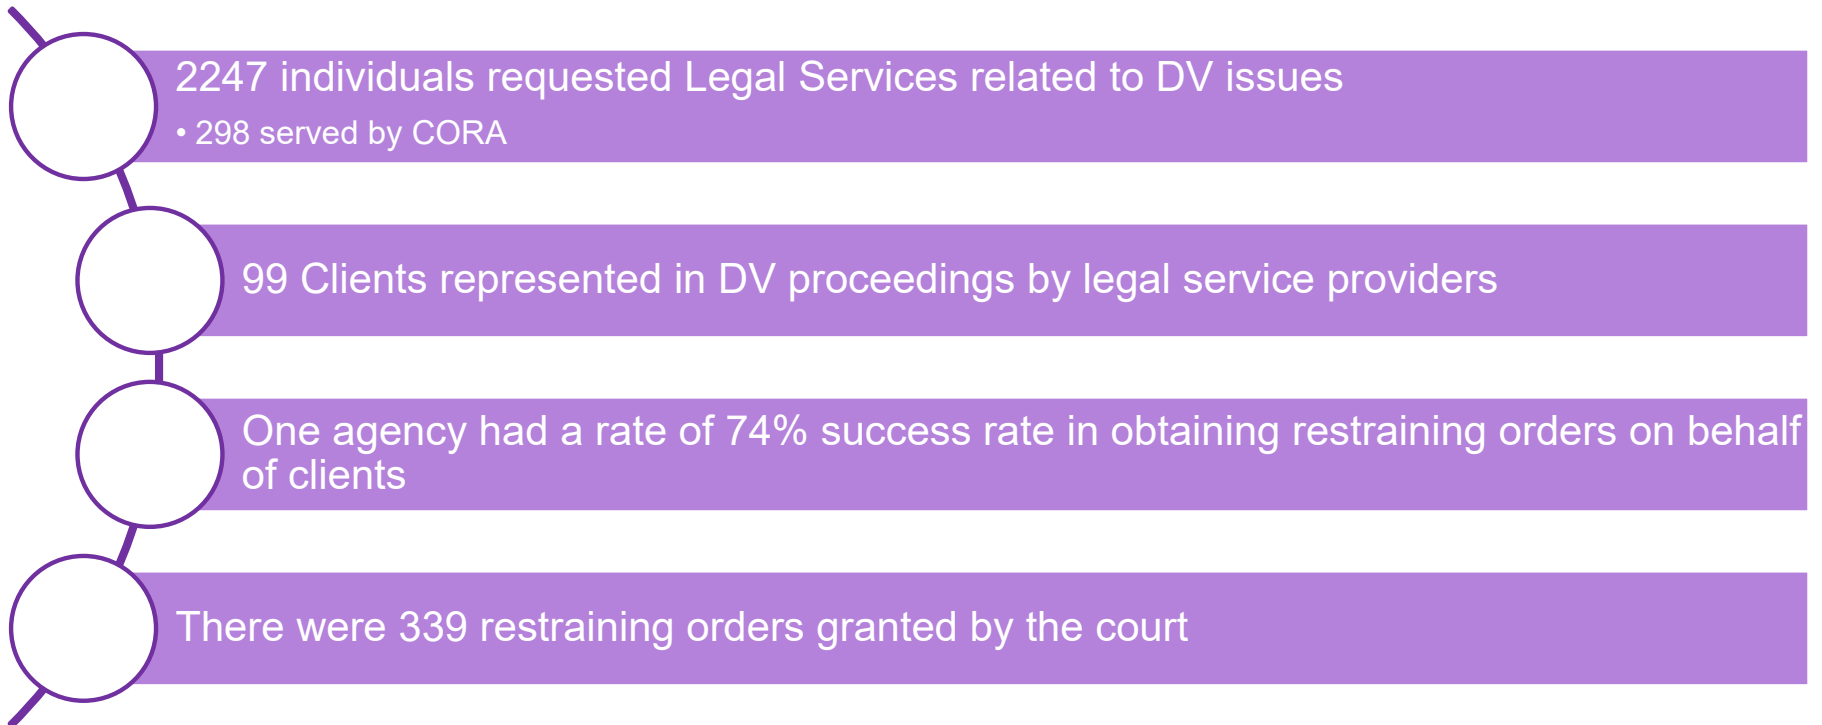 2247 individuals requested Legal Services related to DV issues
• 298 served by CORA
99 Clients represented in DV proceedings by legal service providers
One agency had a rate of 74% success rate in obtaining restraining orders on behalf
of clients
There were 339 restraining orders granted by the court